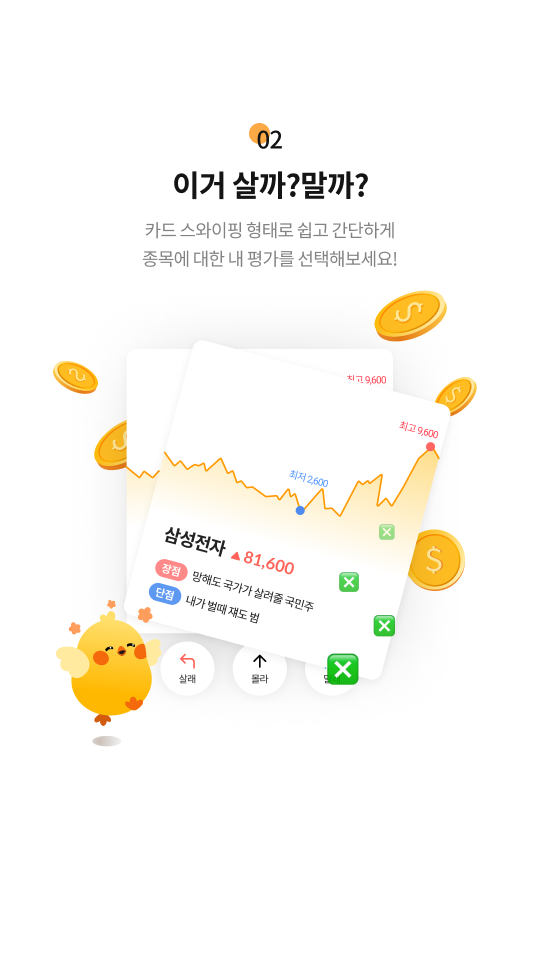 02
이거 살까?말까?
카드 스와이핑 형태로 쉽고 간단하게
종목에 대한 내 평가를 선택해보세요!
최고 9,600
최고 9,600
최저 2,600
삼성전자 ▲81,600
장점 망해도 국가가 살려줄 국민주
단점 내가 벌때 쟤도 범
살래
몰라